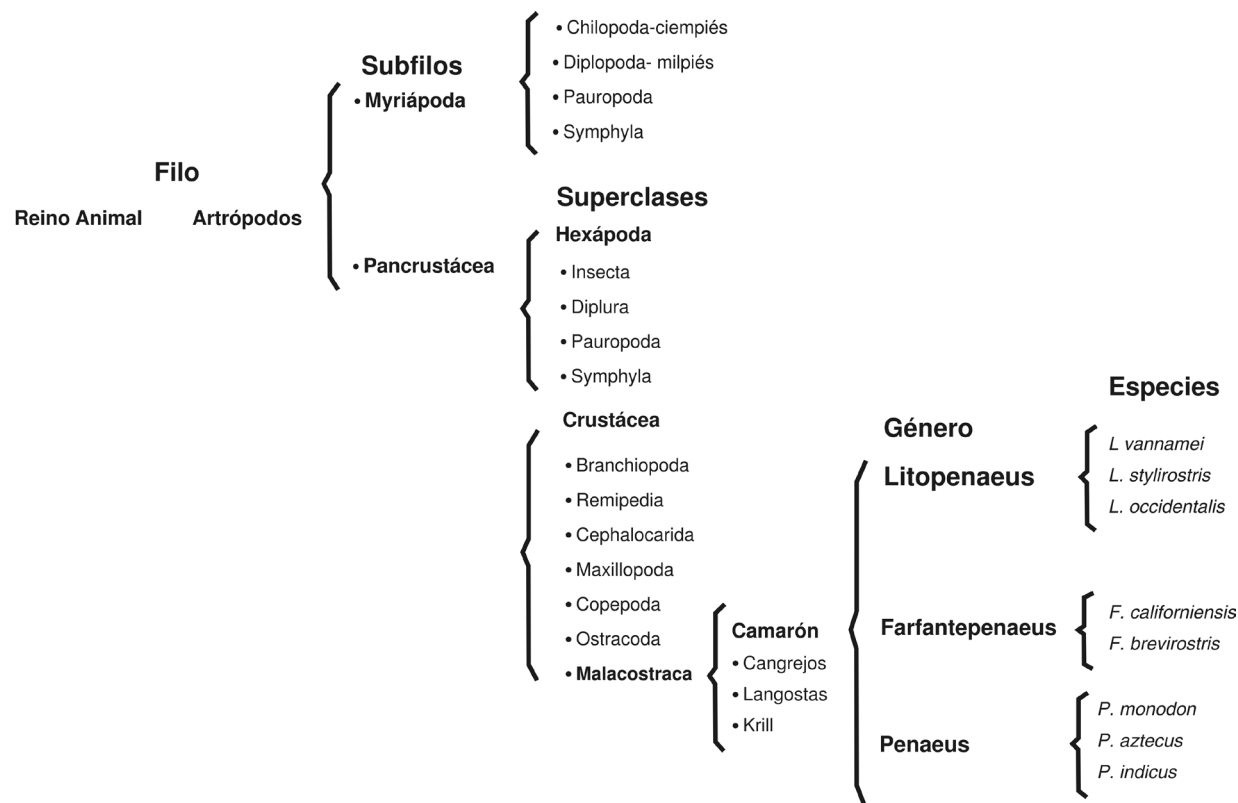 Filo
Reino Animal
Artrópodos
Subfilos
• Myriápoda
• Chilopoda-ciempiés
• Diplopoda- milpiés
• Pauropoda
• Symphyla
• Pancrustácea
Superclases
Hexápoda
• Insecta
• Diplura
• Pauropoda
• Symphyla
Crustácea
• Branchiopoda
• Remipedia
• Cephalocarida
• Maxillopoda
• Copepoda
• Ostracoda
• Malacostraca
Camarón
• Cangrejos
• Langostas
• Krill
Género
Litopenaeus
Farfantepenaeus
Penaeus
Especies
L vannamei
L. stylirostris
L. occidentalis
F. californiensis
F. brevirostris
P. monodon
P. aztecus
P. indicus